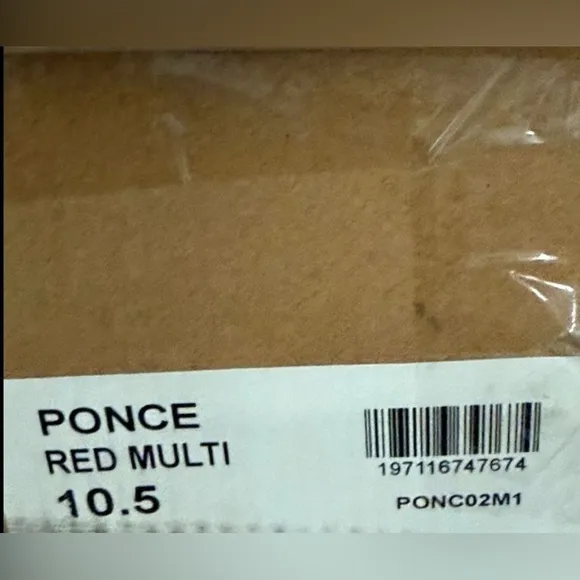 PONCE
RED MULTI
10.5
197116747674
PONC02M1